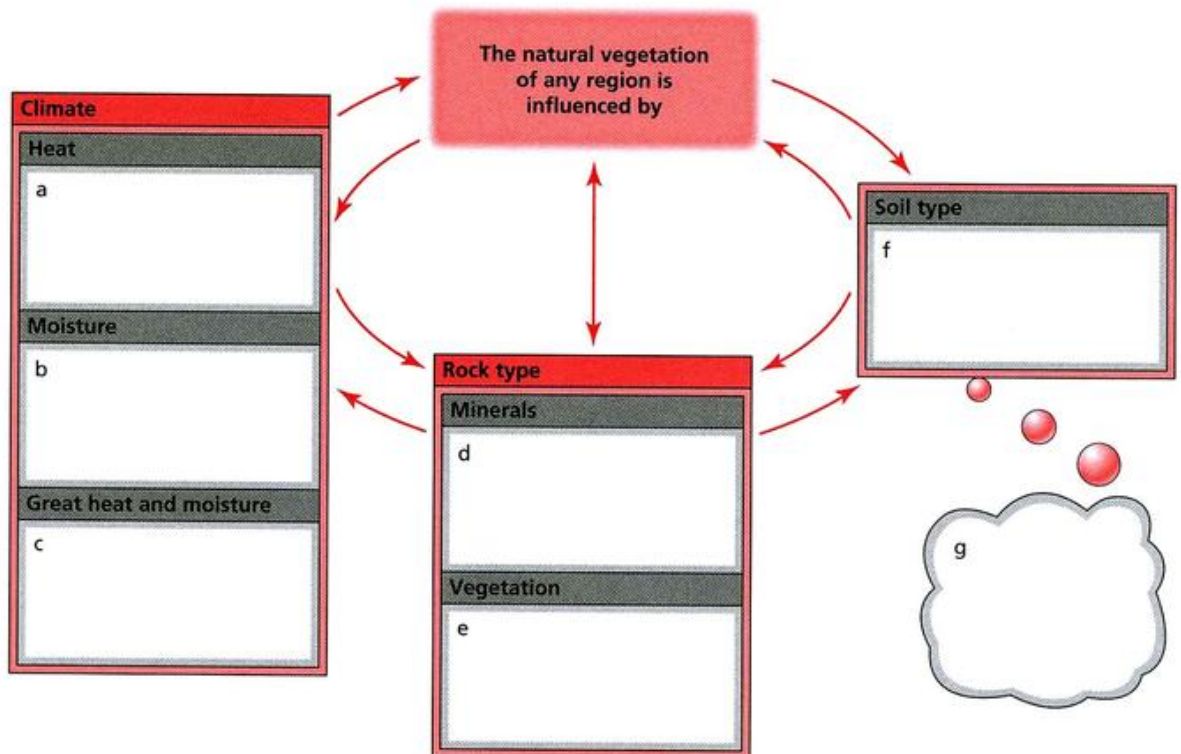 The natural vegetation
of any region is
influenced by
Climate
Heat
a
Moisture
b
Great heat and moisture
c
Rock type
Minerals
d
Vegetation
e
Soil type
f
g